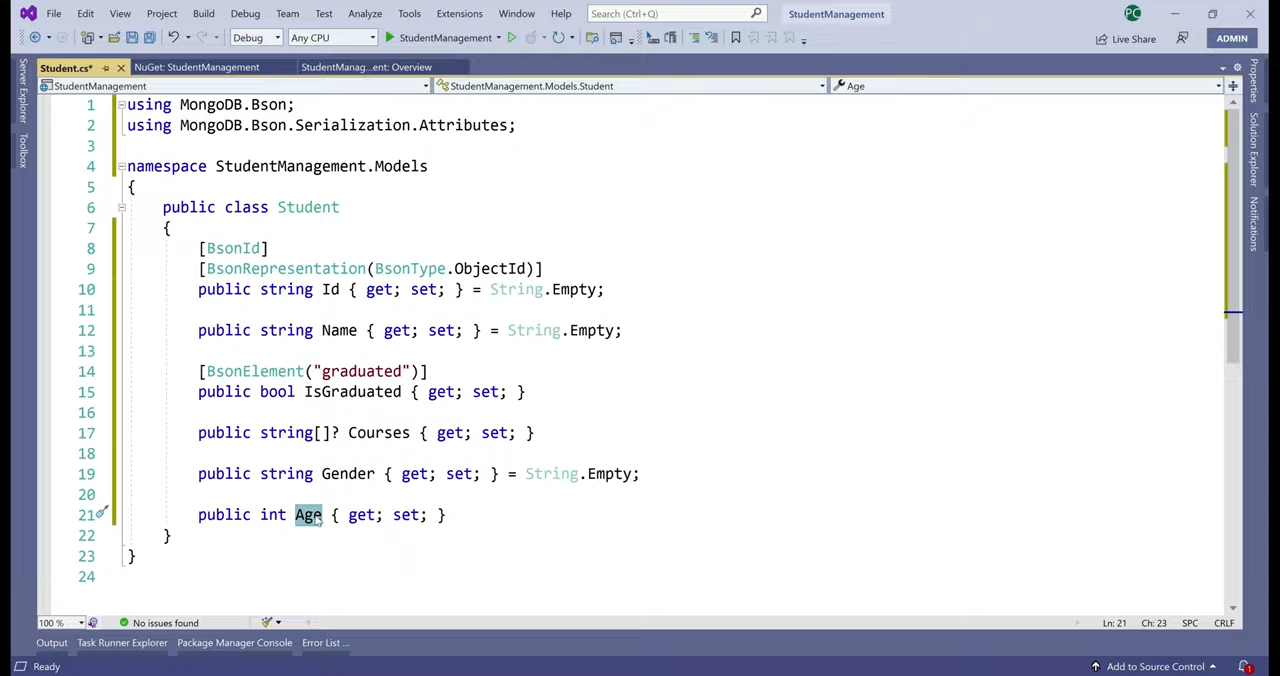 File Edit View Project Build Debug Team Test Analyze Tools Extensions Window Help Search (Ctrl+Q) StudentManagement PC
Debug Any CPU StudentManagement Live Share ADMIN
Student.cs* NuGet: StudentManagement StudentManag...ent: Overview
StudentManagement StudentManagement.Models.Student Age
Server Explorer
Toolbox
Properties
Solution Explorer
Notifications
1 using MongoDB.Bson;
2 using MongoDB.Bson.Serialization.Attributes;
3
4 namespace StudentManagement.Models
5 {
6 public class Student
7 {
8 [BsonId]
9 [BsonRepresentation(BsonType.ObjectId)]
10 public string Id { get; set; } = String.Empty;
11
12 public string Name { get; set; } = String.Empty;
13
14 [BsonElement("graduated")]
15 public bool IsGraduated { get; set; }
16
17 public string[]? Courses { get; set; }
18
19 public string Gender { get; set; } = String.Empty;
20
21 public int Age { get; set; }
22 }
23 }
24
100 % No issues found Ln: 21 Ch: 23 SPC CRLF
Output Task Runner Explorer Package Manager Console Error List ...
Ready Add to Source Control 1